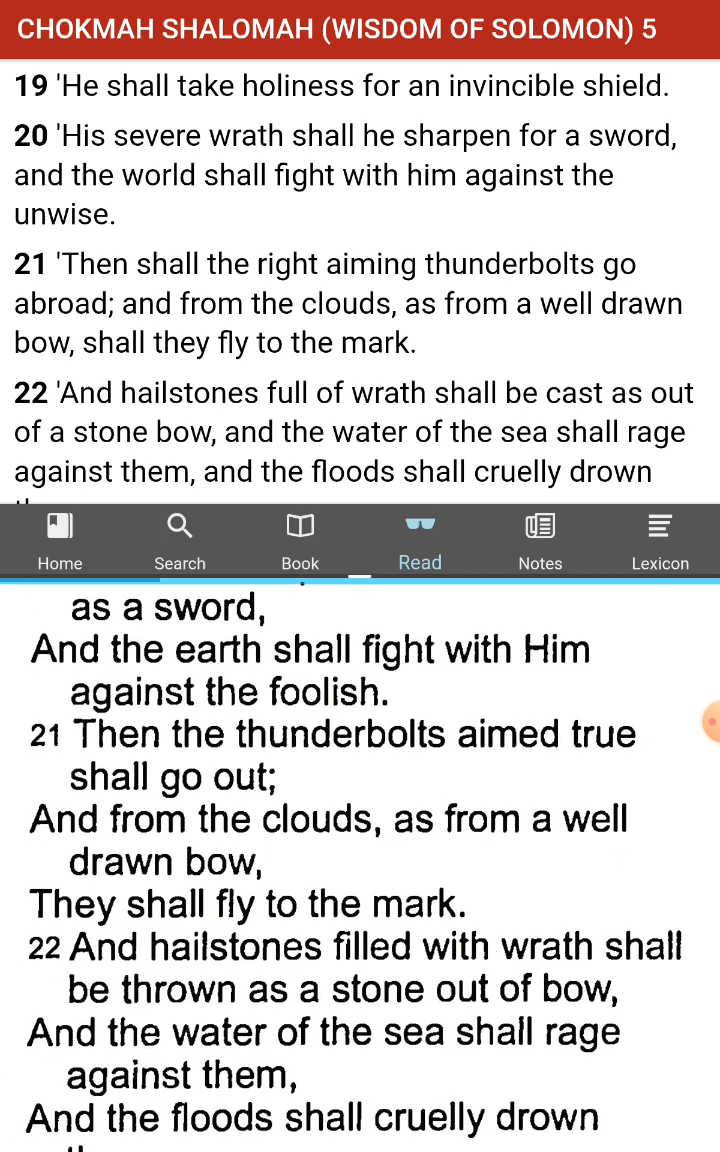 CHOKMAH SHALOMAH (WISDOM OF SOLOMON) 5
19 'He shall take holiness for an invincible shield.
20 'His severe wrath shall he sharpen for a sword,
and the world shall fight with him against the
unwise.
21 'Then shall the right aiming thunderbolts go
abroad; and from the clouds, as from a well drawn
bow, shall they fly to the mark.
22 'And hailstones full of wrath shall be cast as out
of a stone bow, and the water of the sea shall rage
against them, and the floods shall cruelly drown
Home Search Book Read Notes Lexicon
as a sword,
And the earth shall fight with Him
against the foolish.
21 Then the thunderbolts aimed true
shall go out;
And from the clouds, as from a well
drawn bow,
They shall fly to the mark.
22 And hailstones filled with wrath shall
be thrown as a stone out of bow,
And the water of the sea shall rage
against them,
And the floods shall cruelly drown